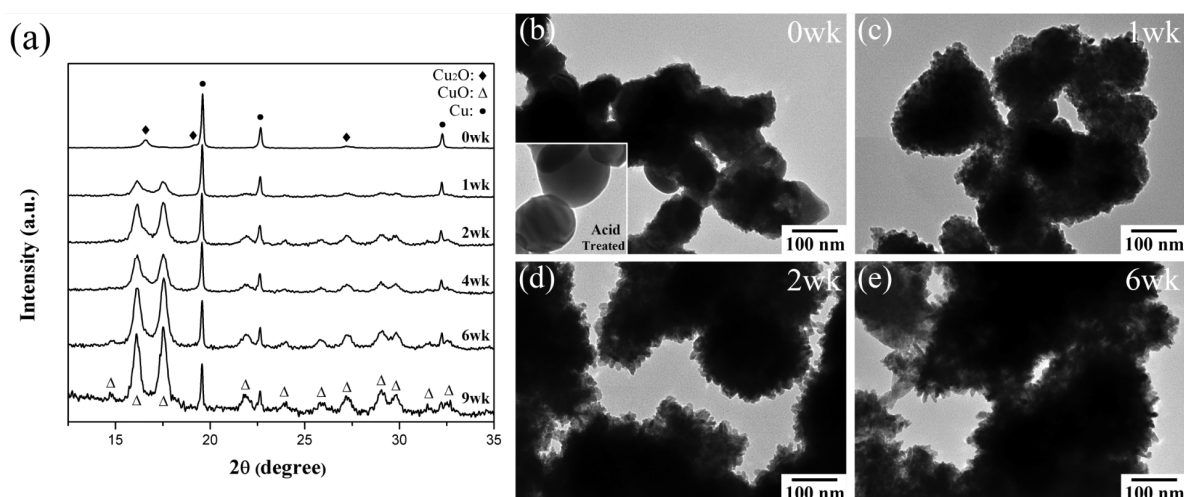 (a)
Cu₂O: ♦
CuO: △
Cu: ●
0wk
1wk
2wk
4wk
6wk
9wk
Intensity (a.u.)
15 20 25 30 35
2θ (degree)
(b) 0wk
Acid
Treated
100 nm
(c) 1wk
100 nm
(d) 2wk
100 nm
(e) 6wk
100 nm